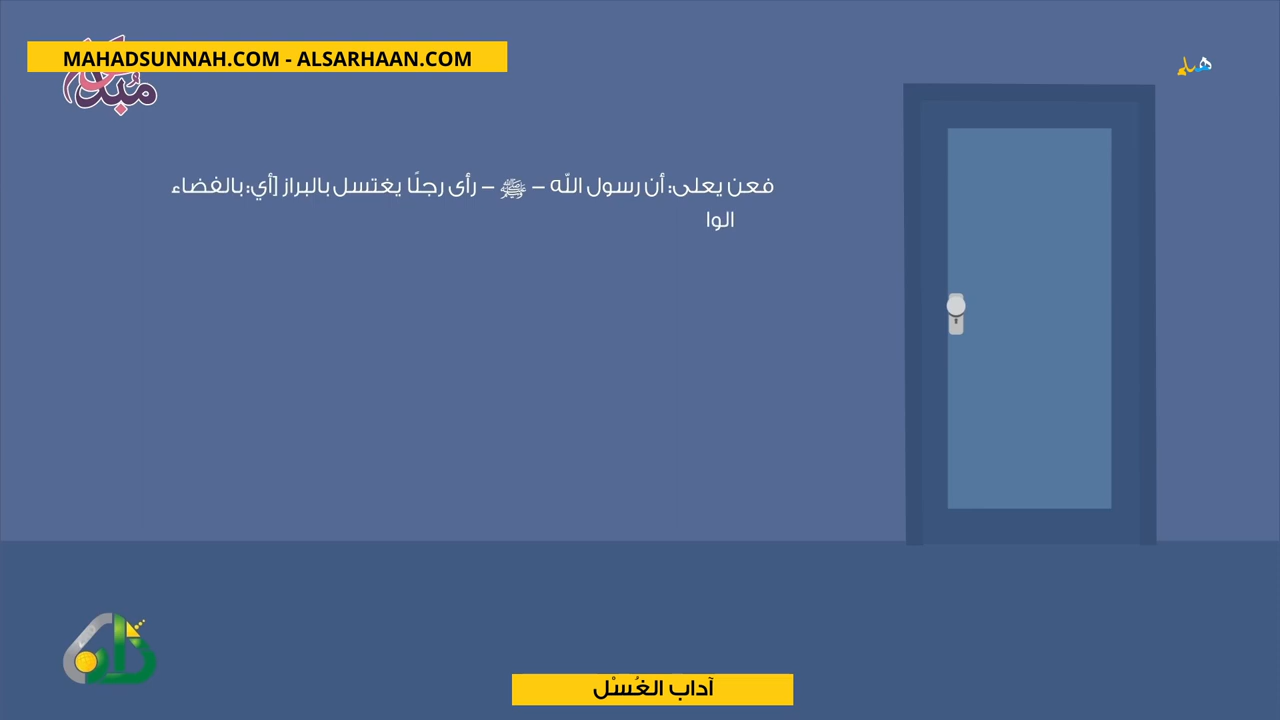 MAHADSUNNAH.COM - ALSARHAAN.COM
هلم
فعن يعلى: أن رسول الله – ﷺ – رأى رجلًا يغتسل بالبراز [أي: بالفضاء
الوا
آداب الغُسْل